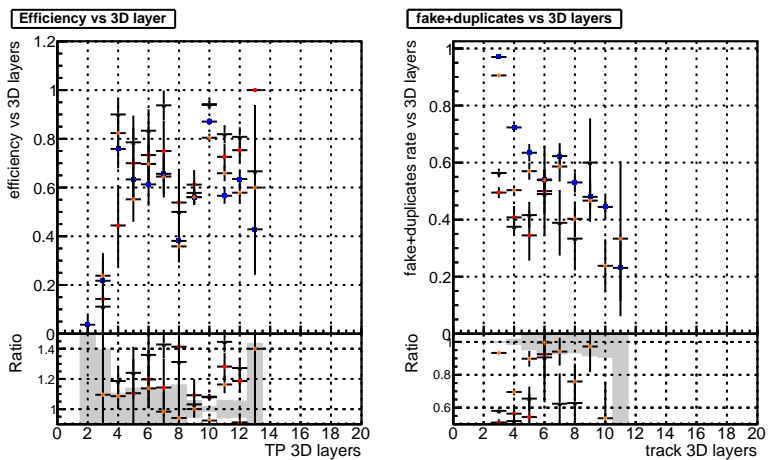 Efficiency vs 3D layer
fake+duplicates vs 3D layers
efficiency vs 3D layers
1.2
1
0.8
0.6
0.4
0.2
0
Ratio
1.4
1.2
1
0 2 4 6 8 10 12 14 16 18 20
TP 3D layers
fake+duplicates rate vs 3D layers
1
0.8
0.6
0.4
0.2
0
Ratio
1
0.8
0.6
0 2 4 6 8 10 12 14 16 18 20
track 3D layers